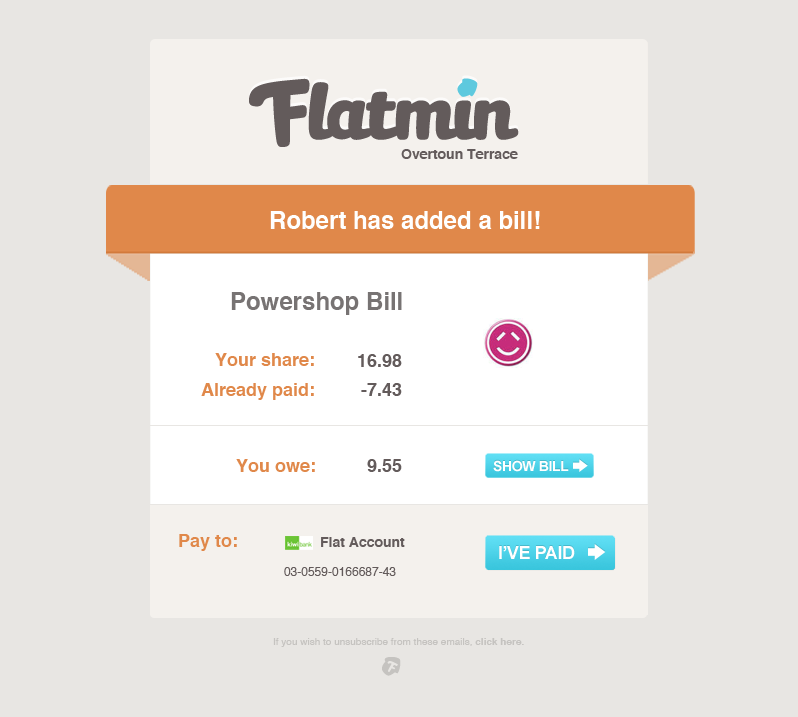 Flatmin
Overtoun Terrace
Robert has added a bill!
Powershop Bill
Your share: 16.98
Already paid: -7.43
You owe: 9.55
SHOW BILL
Pay to:
kiwibank
Flat Account
I'VE PAID
03-0559-0166687-43
If you wish to unsubscribe from these emails, click here.